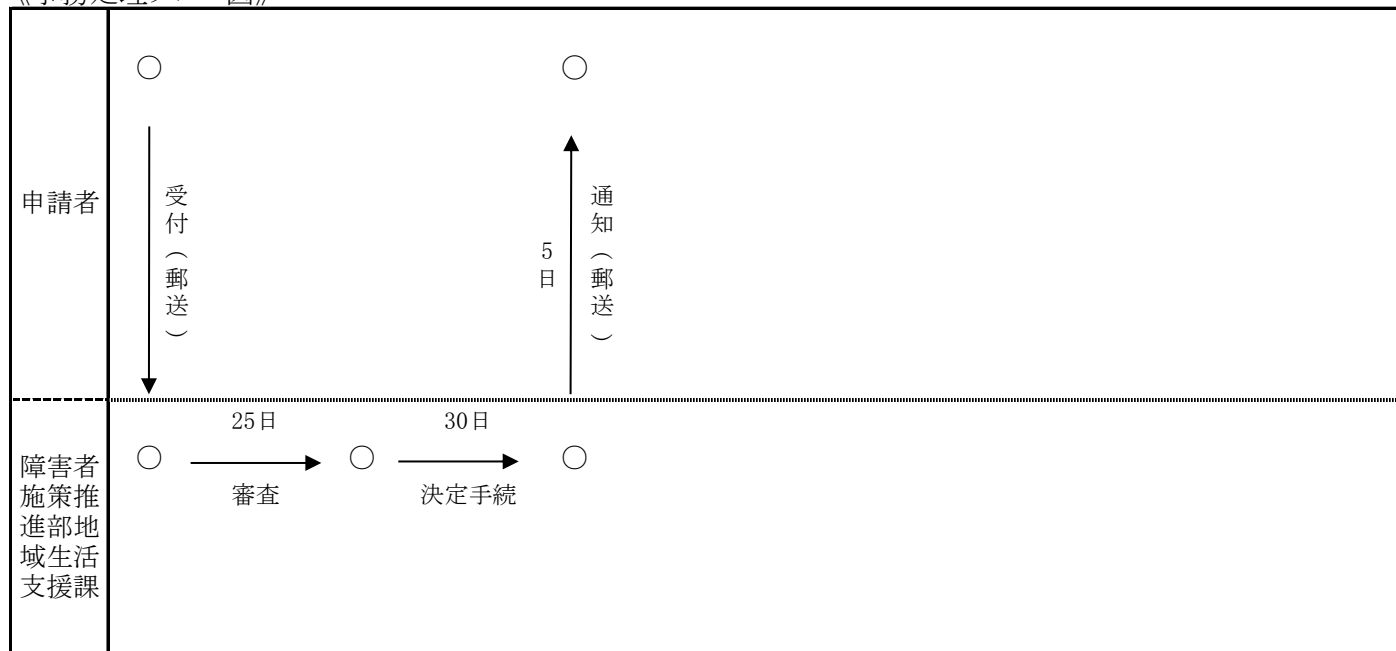 申請者
受付（郵送）
5日
通知（郵送）
障害者
施策推
進部地
域生活
支援課
25日
審査
30日
決定手続